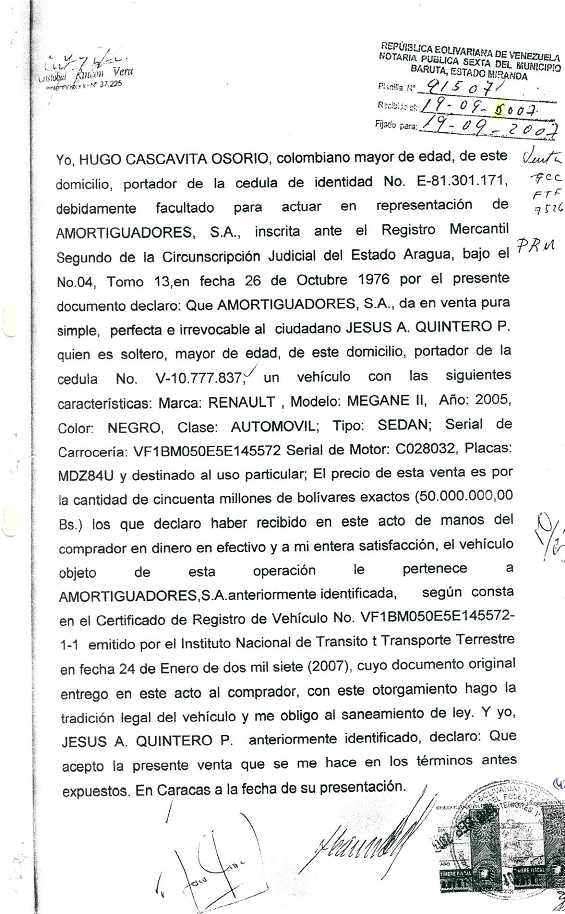 Cristobal Rincón Vera
Nº 37.225
REPÚBLICA BOLIVARIANA DE VENEZUELA
NOTARIA PUBLICA SEXTA DEL MUNICIPIO
BARUTA, ESTADO MIRANDA
Planilla Nº 91507
Recibido el: 19-09-2007
Fijado para: 19-09-2007
Venta
FTF
7526
PRM
Yo, HUGO CASCAVITA OSORIO, colombiano mayor de edad, de este
domicilio, portador de la cedula de identidad No. E-81.301.171,
debidamente facultado para actuar en representación de
AMORTIGUADORES, S.A., inscrita ante el Registro Mercantil
Segundo de la Circunscripción Judicial del Estado Aragua, bajo el
No.04, Tomo 13,en fecha 26 de Octubre 1976 por el presente
documento declaro: Que AMORTIGUADORES, S.A., da en venta pura
simple, perfecta e irrevocable al ciudadano JESUS A. QUINTERO P.
quien es soltero, mayor de edad, de este domicilio, portador de la
cedula No. V-10.777.837, un vehículo con las siguientes
características: Marca: RENAULT , Modelo: MEGANE II, Año: 2005,
Color: NEGRO, Clase: AUTOMOVIL; Tipo: SEDAN; Serial de
Carrocería: VF1BM050E5E145572 Serial de Motor: C028032, Placas:
MDZ84U y destinado al uso particular; El precio de esta venta es por
la cantidad de cincuenta millones de bolívares exactos (50.000.000,00
Bs.) los que declaro haber recibido en este acto de manos del
comprador en dinero en efectivo y a mi entera satisfacción, el vehículo
objeto de esta operación le pertenece a
AMORTIGUADORES,S.A.anteriormente identificada, según consta
en el Certificado de Registro de Vehículo No. VF1BM050E5E145572-
1-1 emitido por el Instituto Nacional de Transito t Transporte Terrestre
en fecha 24 de Enero de dos mil siete (2007), cuyo documento original
entrego en este acto al comprador, con este otorgamiento hago la
tradición legal del vehículo y me obligo al saneamiento de ley. Y yo,
JESUS A. QUINTERO P. anteriormente identificado, declaro: Que
acepto la presente venta que se me hace en los términos antes
expuestos. En Caracas a la fecha de su presentación.
TIMBRE FISCAL